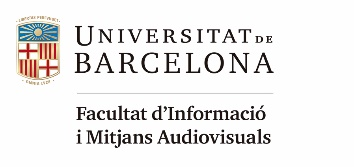 UNIVERSITAT DE
BARCELONA
Facultat d'Informació
i Mitjans Audiovisuals